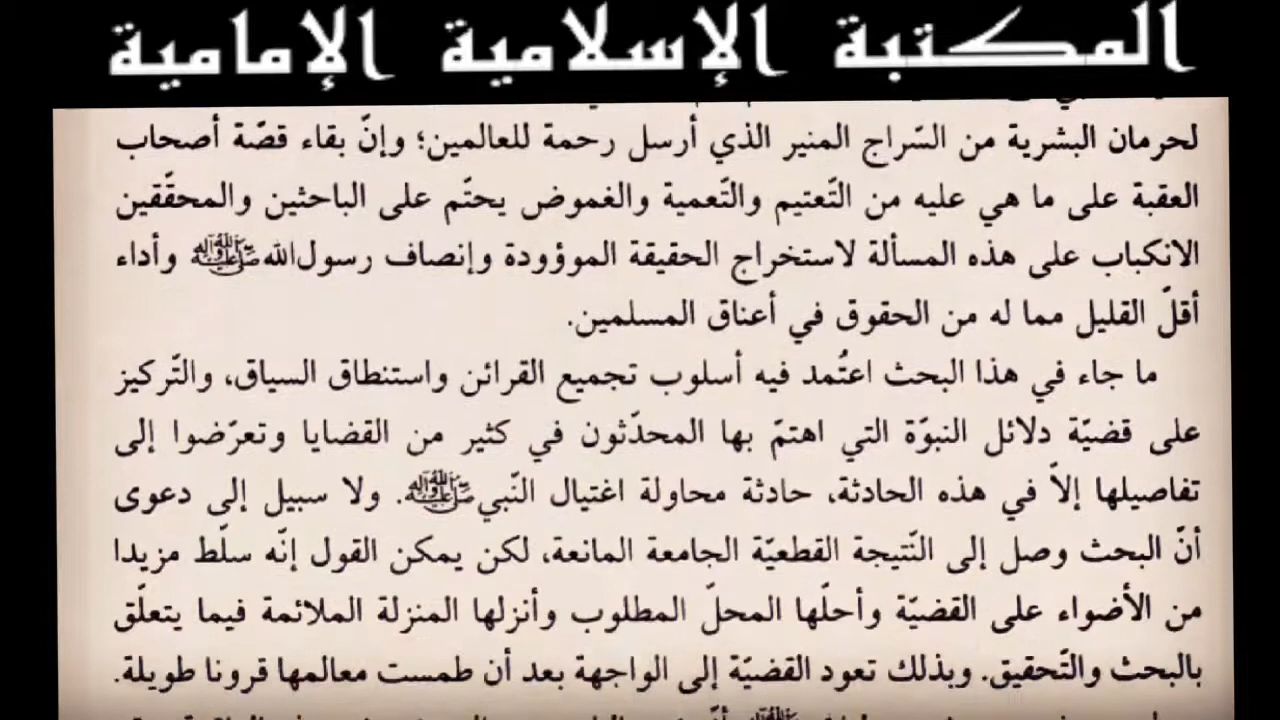 المكتبة الإسلامية الإمامية
لحرمان البشرية من السّراج المنير الذي أرسل رحمة للعالمين؛ وإنّ بقاء قصّة أصحاب
العقبة على ما هي عليه من التّعتيم والتّعمية والغموض يحتّم على الباحثين والمحقّقين
الانكباب على هذه المسألة لاستخراج الحقيقة الموؤودة وإنصاف رسول الله صلى الله عليه وآله وأداء
أقلّ القليل مما له من الحقوق في أعناق المسلمين.
ما جاء في هذا البحث اعتُمد فيه أسلوب تجميع القرائن واستنطاق السياق، والتّركيز
على قضيّة دلائل النبوّة التي اهتمّ بها المحدّثون في كثير من القضايا وتعرّضوا إلى
تفاصيلها إلاّ في هذه الحادثة، حادثة محاولة اغتيال النّبي صلى الله عليه وآله. ولا سبيل إلى دعوى
أنّ البحث وصل إلى النّتيجة القطعيّة الجامعة المانعة، لكن يمكن القول إنّه سلّط مزيدا
من الأضواء على القضيّة وأحلّها المحلّ المطلوب وأنزلها المنزلة الملائمة فيما يتعلّق
بالبحث والتّحقيق. وبذلك تعود القضيّة إلى الواجهة بعد أن طمست معالمها قرونا طويلة.